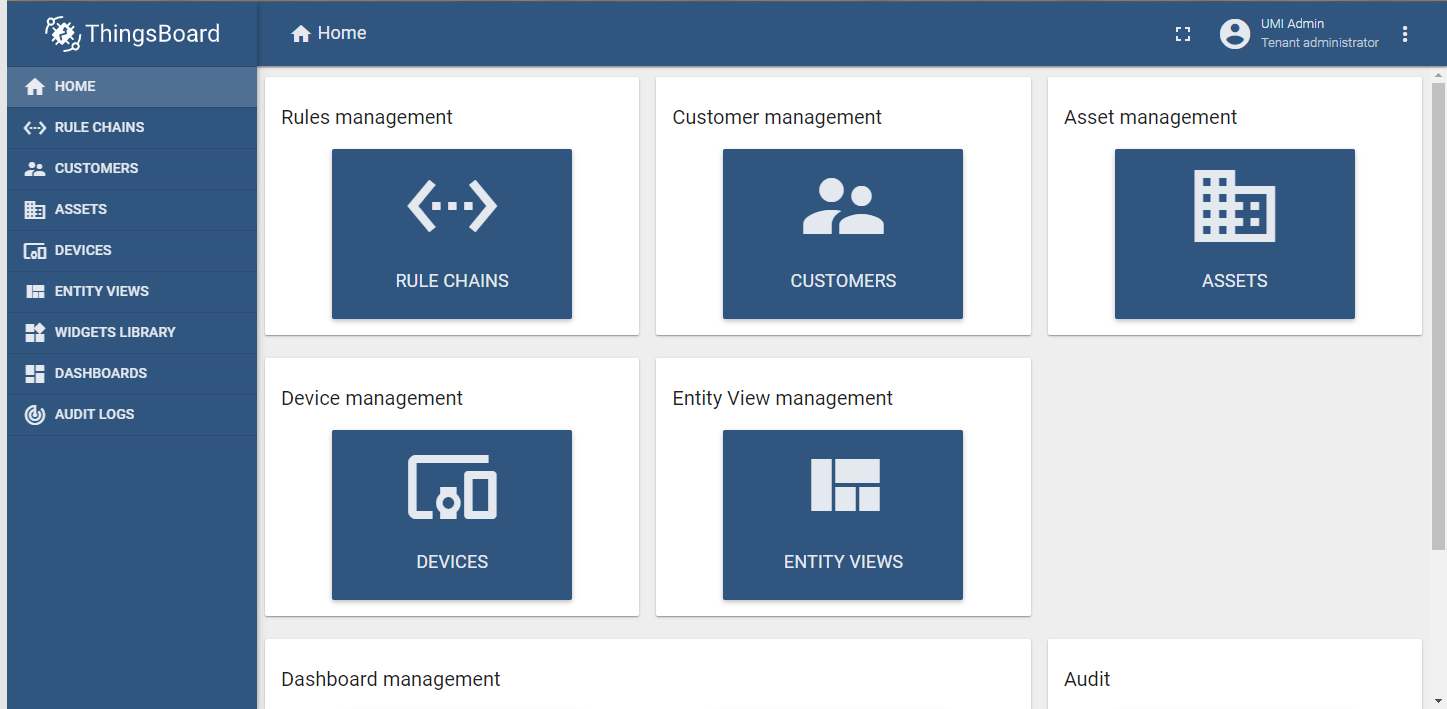 ThingsBoard
Home
UMI Admin
Tenant administrator
HOME
RULE CHAINS
CUSTOMERS
ASSETS
DEVICES
ENTITY VIEWS
WIDGETS LIBRARY
DASHBOARDS
AUDIT LOGS
Rules management
RULE CHAINS
Customer management
CUSTOMERS
Asset management
ASSETS
Device management
DEVICES
Entity View management
ENTITY VIEWS
Dashboard management
Audit